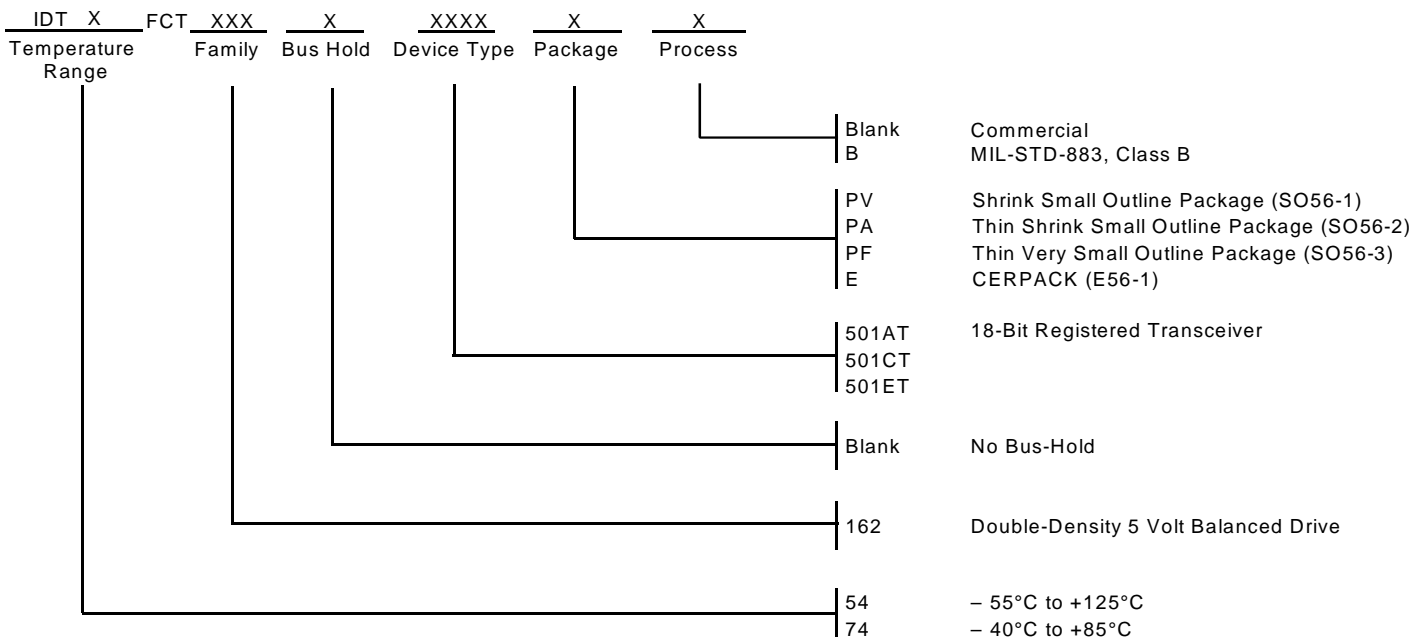 IDT X FCT XXX X XXXX X X
Temperature Range Family Bus Hold Device Type Package Process
Blank Commercial
B MIL-STD-883, Class B
PV Shrink Small Outline Package (SO56-1)
PA Thin Shrink Small Outline Package (SO56-2)
PF Thin Very Small Outline Package (SO56-3)
E CERPACK (E56-1)
501AT 18-Bit Registered Transceiver
501CT
501ET
Blank No Bus-Hold
162 Double-Density 5 Volt Balanced Drive
54 – 55°C to +125°C
74 – 40°C to +85°C